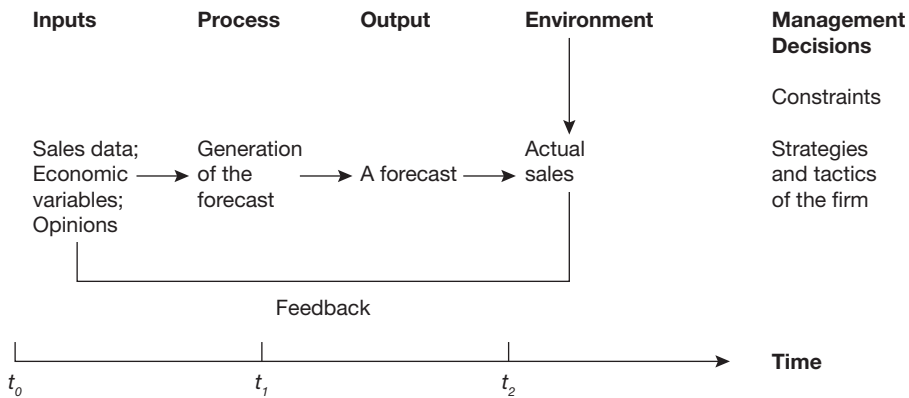 Inputs
Process
Output
Environment
Management
Decisions
Constraints
Sales data;
Economic
variables;
Opinions
Generation
of the
forecast
A forecast
Actual
sales
Strategies
and tactics
of the firm
Feedback
Time
t0
t1
t2